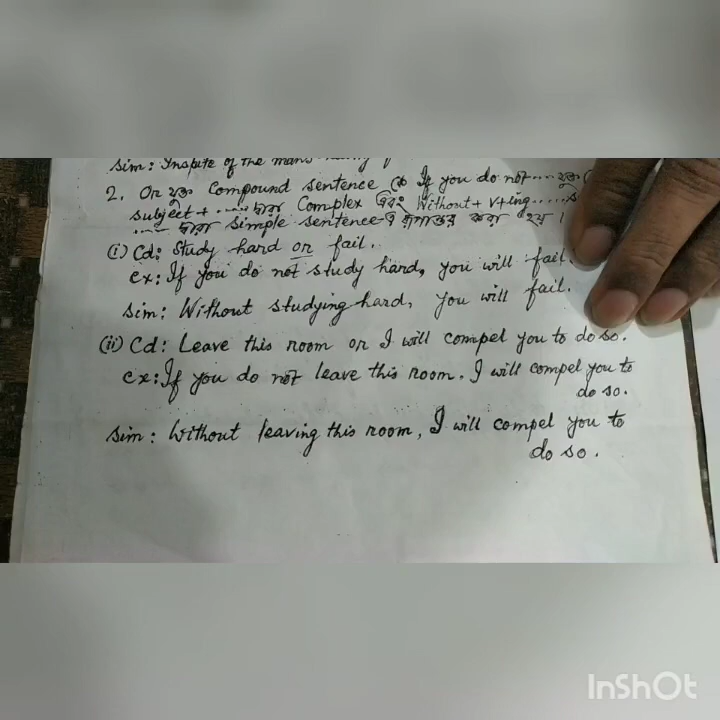 sim: Inspite of the mans
2. Or যুক্ত compound sentence কে If you do not....যুক্ত
subject + ..... দ্বারা Complex এবং Without + V+ing.....
..... দ্বারা simple sentence-এ রূপান্তর করা হয়।
(i) Cd: Study hard or fail.
cx: If you do not study hard, you will fail.
sim: Without studying hard, you will fail.
(ii) Cd: Leave this room or I will compel you to do so.
cx: If you do not leave this room. I will compel you to
do so.
sim: Without leaving this room, I will compel you to
do so.
InShOt